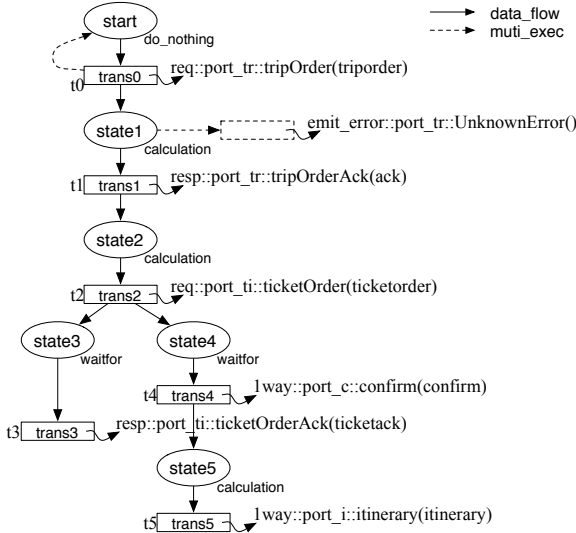 start
data_flow
muti_exec
do_nothing
t0 trans0 req::port_tr::tripOrder(triporder)
state1 emit_error::port_tr::UnknownError()
calculation
t1 trans1 resp::port_tr::tripOrderAck(ack)
state2
calculation
t2 trans2 req::port_ti::ticketOrder(ticketorder)
state3 state4
waitfor waitfor
t4 trans4 1way::port_c::confirm(confirm)
t3 trans3 resp::port_ti::ticketOrderAck(ticketack)
state5
calculation
t5 trans5 1way::port_i::itinerary(itinerary)